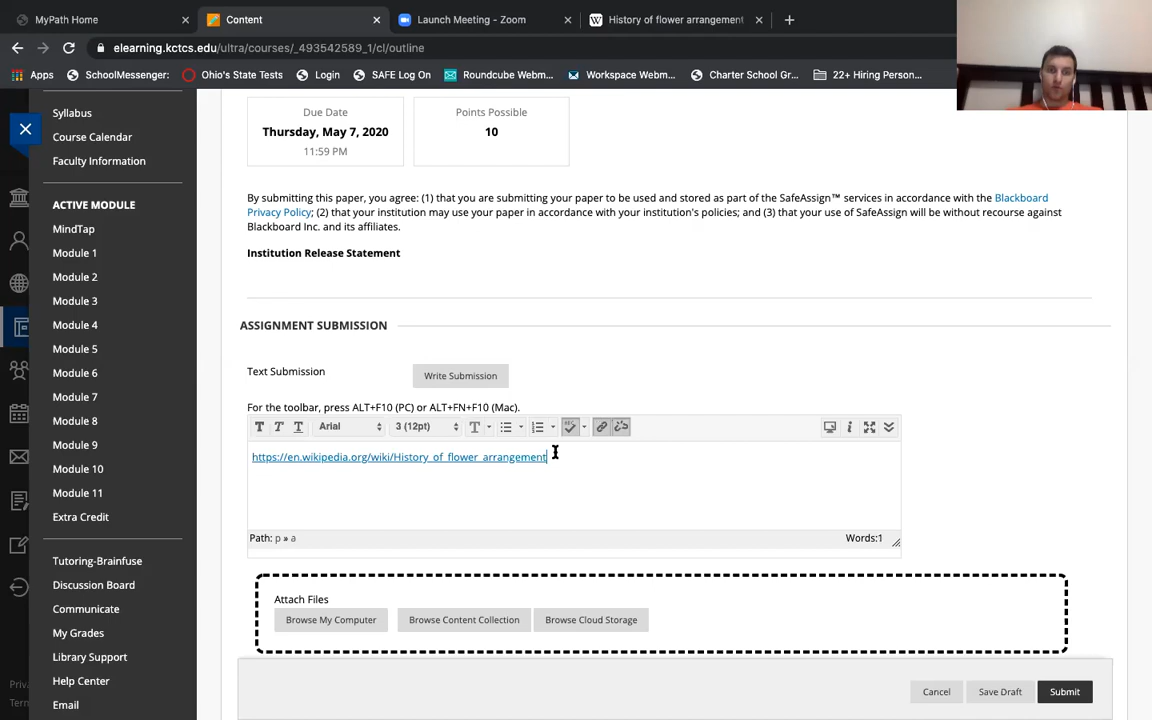 MyPath Home
Content
Launch Meeting - Zoom
History of flower arrangement
elearning.kctcs.edu/ultra/courses/_493542589_1/cl/outline
Apps
SchoolMessenger:
Ohio's State Tests
Login
SAFE Log On
Roundcube Webm...
Workspace Webm...
Charter School Gr...
22+ Hiring Person...
Syllabus
Course Calendar
Faculty Information
ACTIVE MODULE
MindTap
Module 1
Module 2
Module 3
Module 4
Module 5
Module 6
Module 7
Module 8
Module 9
Module 10
Module 11
Extra Credit
Tutoring-Brainfuse
Discussion Board
Communicate
My Grades
Library Support
Help Center
Email
Priv
Term
Due Date
Thursday, May 7, 2020
11:59 PM
Points Possible
10
By submitting this paper, you agree: (1) that you are submitting your paper to be used and stored as part of the SafeAssign™ services in accordance with the Blackboard
Privacy Policy; (2) that your institution may use your paper in accordance with your institution's policies; and (3) that your use of SafeAssign will be without recourse against
Blackboard Inc. and its affiliates.
Institution Release Statement
ASSIGNMENT SUBMISSION
Text Submission
Write Submission
For the toolbar, press ALT+F10 (PC) or ALT+FN+F10 (Mac).
T T T Arial 3 (12pt) T
https://en.wikipedia.org/wiki/History_of_flower_arrangement
Path: p » a
Words:1
Attach Files
Browse My Computer
Browse Content Collection
Browse Cloud Storage
Cancel
Save Draft
Submit